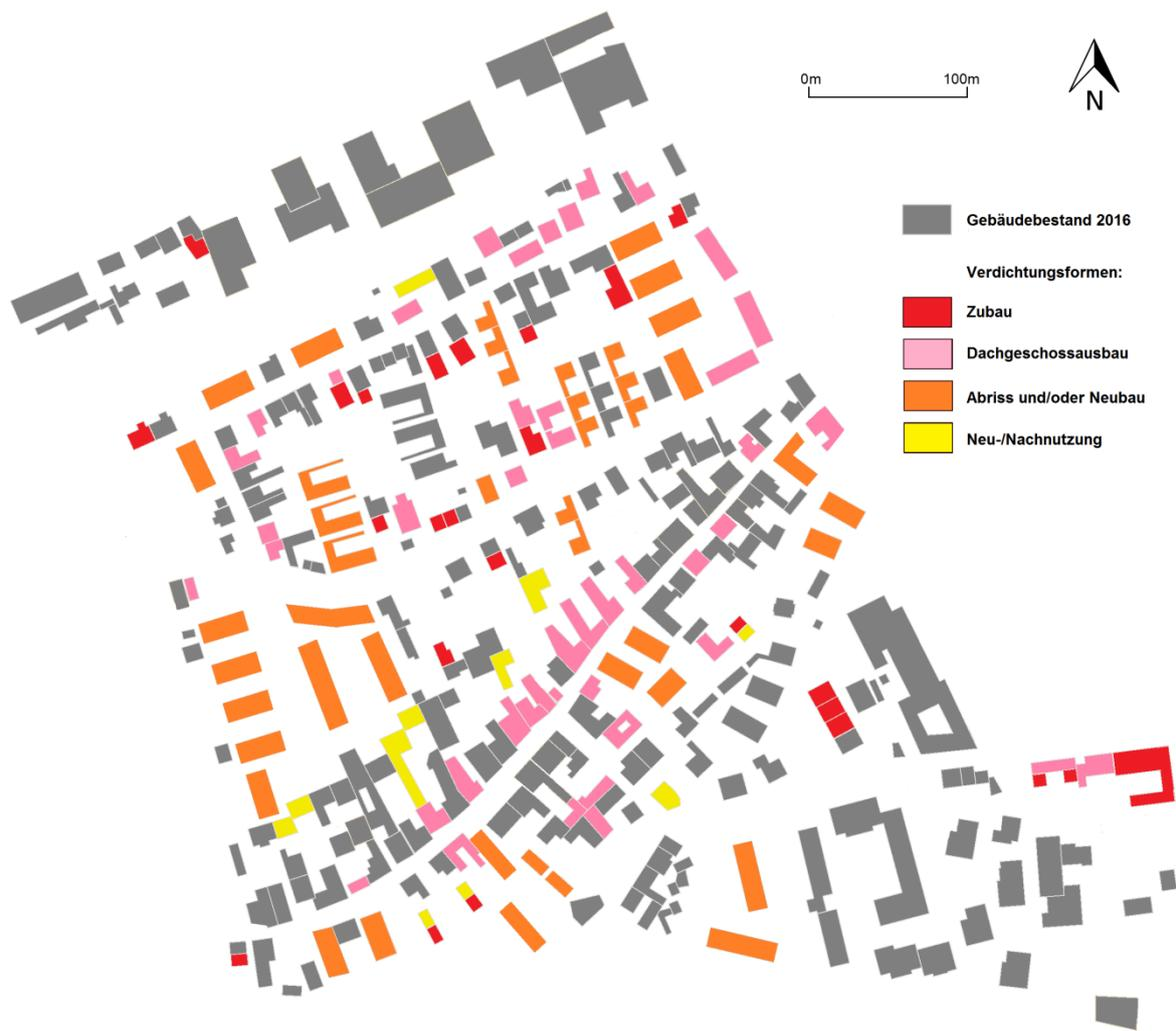 0m 100m
N
Gebäudebestand 2016
Verdichtungsformen:
Zubau
Dachgeschossausbau
Abriss und/oder Neubau
Neu-/Nachnutzung